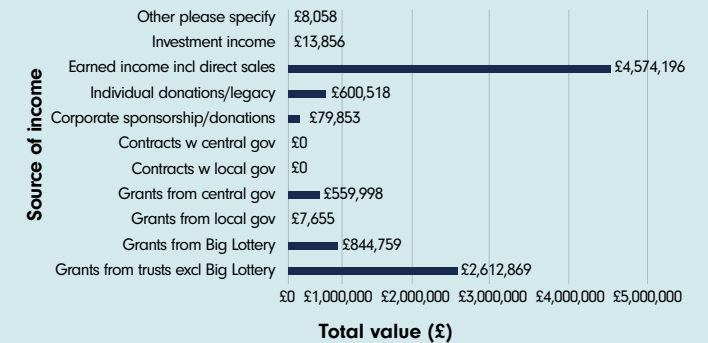 Other please specify £8,058
Investment income £13,856
Earned income incl direct sales £4,574,196
Individual donations/legacy £600,518
Corporate sponsorship/donations £79,853
Contracts w central gov £0
Contracts w local gov £0
Grants from central gov £559,998
Grants from local gov £7,655
Grants from Big Lottery £844,759
Grants from trusts excl Big Lottery £2,612,869
Source of income
£0 £1,000,000 £2,000,000 £3,000,000 £4,000,000 £5,000,000
Total value (£)